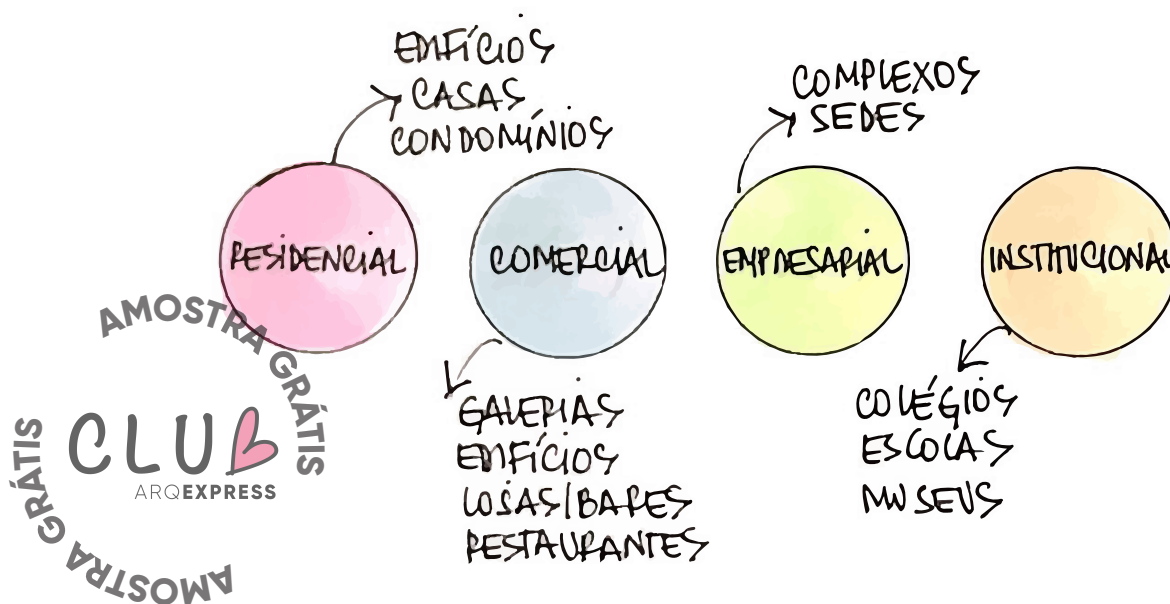 EDIFÍCIOS
CASAS
CONDOMÍNIOS
COMPLEXOS
SEDES
RESIDENCIAL
COMERCIAL
EMPRESARIAL
INSTITUCIONAL
GALERIAS
EDIFÍCIOS
LOJAS/BARES
RESTAURANTES
COLÉGIOS
ESCOLAS
MUSEUS
AMOSTRA GRÁTIS
CLUB
ARQEXPRESS
AMOSTRA GRÁTIS